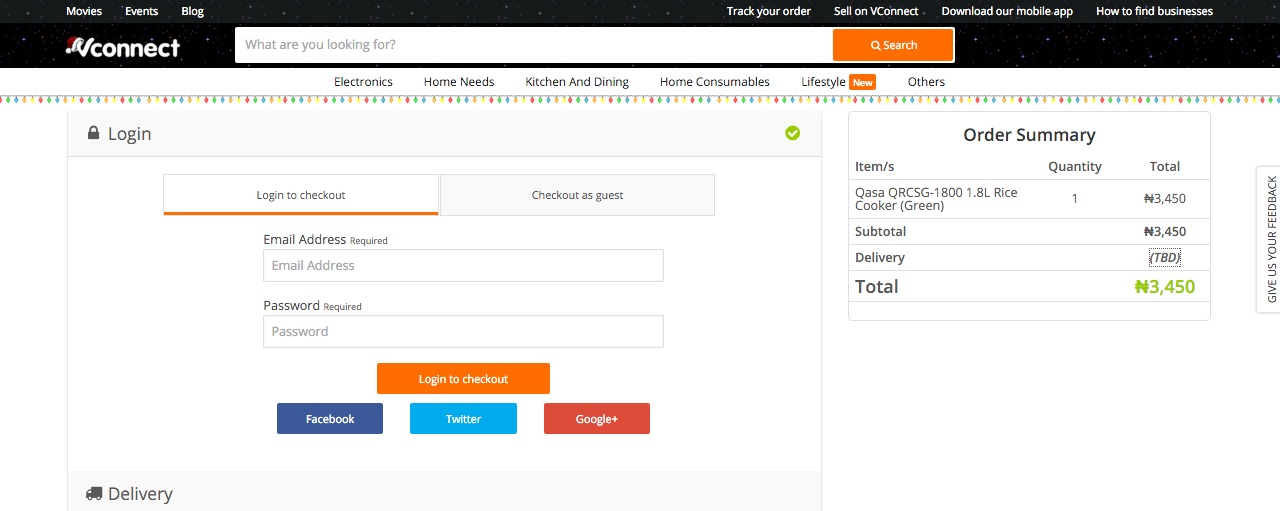 Movies Events Blog Track your order Sell on VConnect Download our mobile app How to find businesses
Vconnect What are you looking for? Search
Electronics Home Needs Kitchen And Dining Home Consumables Lifestyle New Others
Login
Login to checkout Checkout as guest
Email Address Required
Email Address
Password Required
Password
Login to checkout
Facebook Twitter Google+
Delivery
Order Summary
Item/s Quantity Total
Qasa QRCSG-1800 1.8L Rice 1 ₦3,450
Cooker (Green)
Subtotal ₦3,450
Delivery (TBD)
Total ₦3,450
GIVE US YOUR FEEDBACK